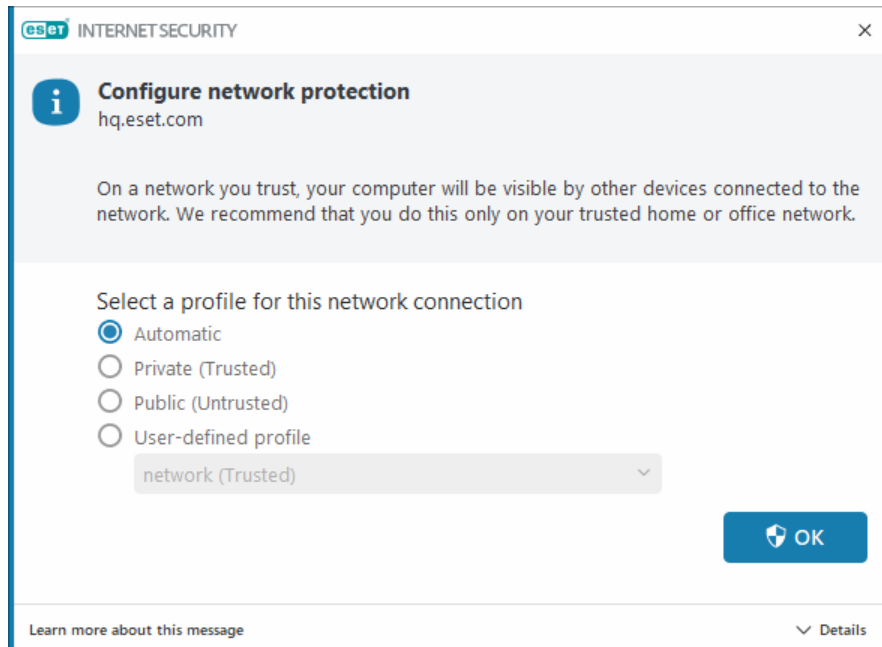 eset INTERNET SECURITY
Configure network protection
hq.eset.com
On a network you trust, your computer will be visible by other devices connected to the
network. We recommend that you do this only on your trusted home or office network.
Select a profile for this network connection
Automatic
Private (Trusted)
Public (Untrusted)
User-defined profile
network (Trusted)
OK
Learn more about this message
Details